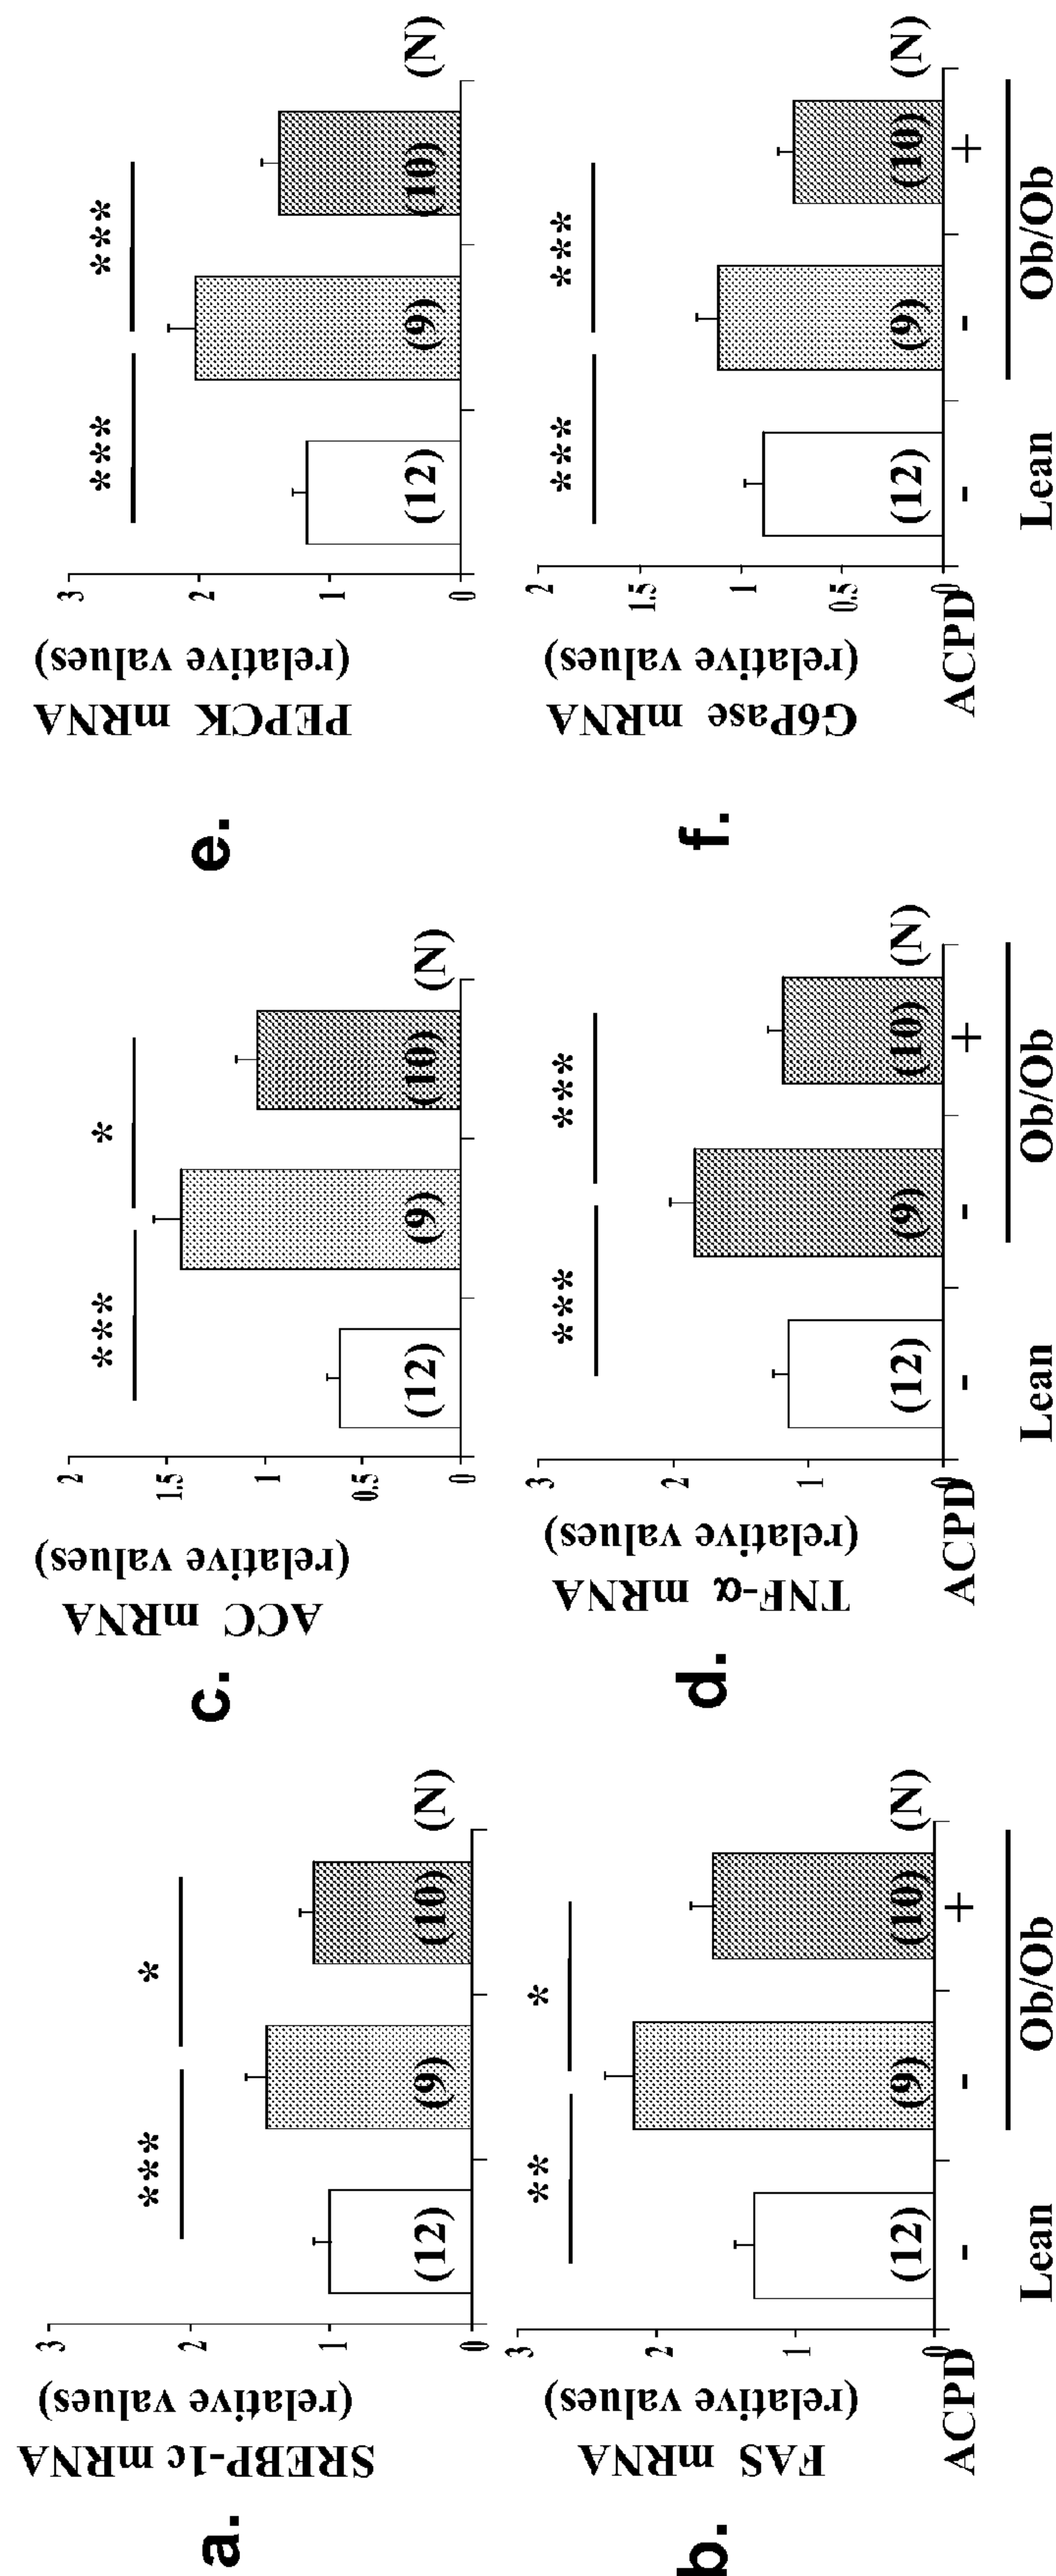 a.
SREBP-1c mRNA
(relative values)
3
2
1
0
***
*
(12)
(9)
(10)
(N)
b.
FAS mRNA
(relative values)
3
2
1
0
**
*
(12)
(9)
(10)
(N)
ACPD
-
-
+
Lean
Ob/Ob
c.
ACC mRNA
(relative values)
2
1.5
1
0.5
0
***
*
(12)
(9)
(10)
(N)
d.
TNF-α mRNA
(relative values)
3
2
1
0
***
***
(12)
(9)
(10)
(N)
ACPD
-
-
+
Lean
Ob/Ob
e.
PEPCK mRNA
(relative values)
3
2
1
0
***
***
(12)
(9)
(10)
(N)
f.
G6Pase mRNA
(relative values)
2
1.5
1
0.5
0
***
***
(12)
(9)
(10)
(N)
ACPD
-
-
+
Lean
Ob/Ob